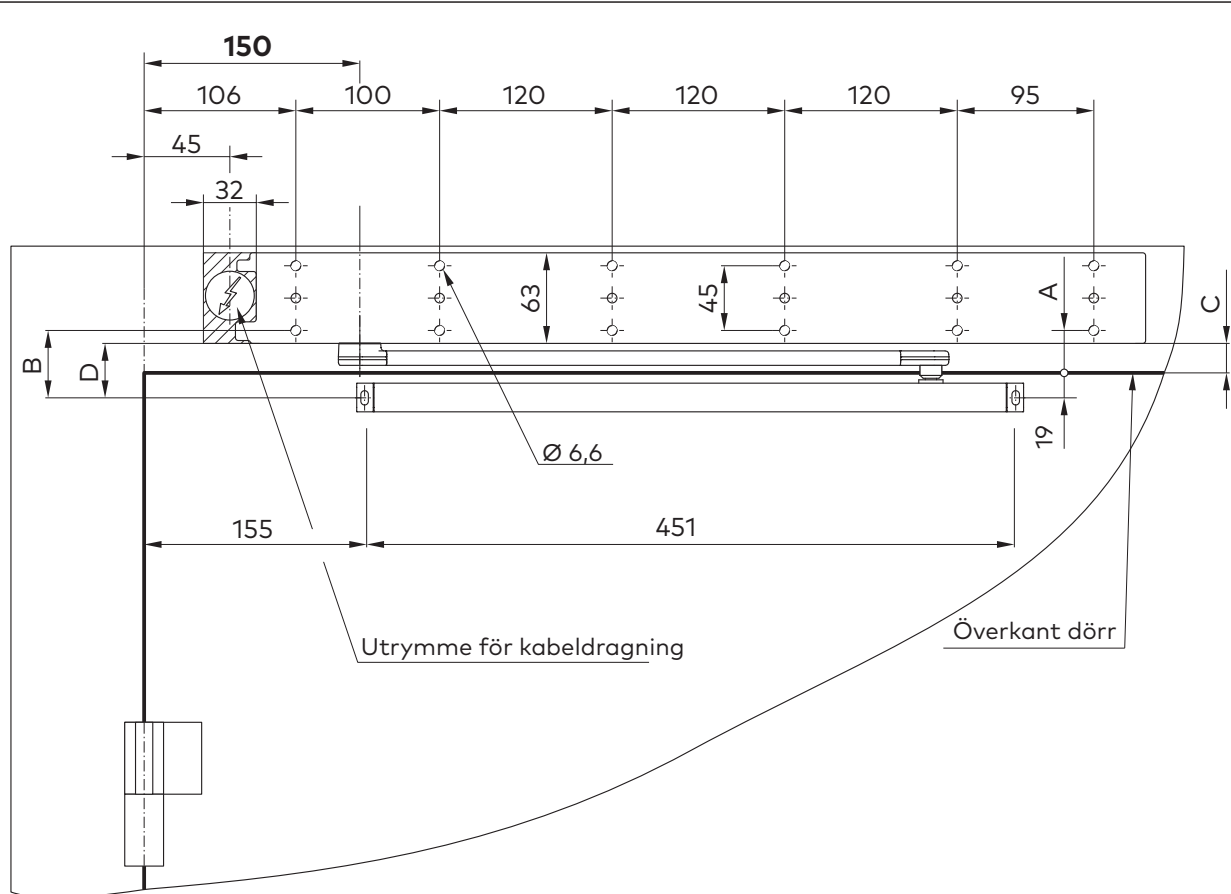 150
106 100 120 120 120 95
45
32
63
45
A
C
B
D
19
Ø 6,6
155
451
Utrymme för kabeldragning
Överkant dörr